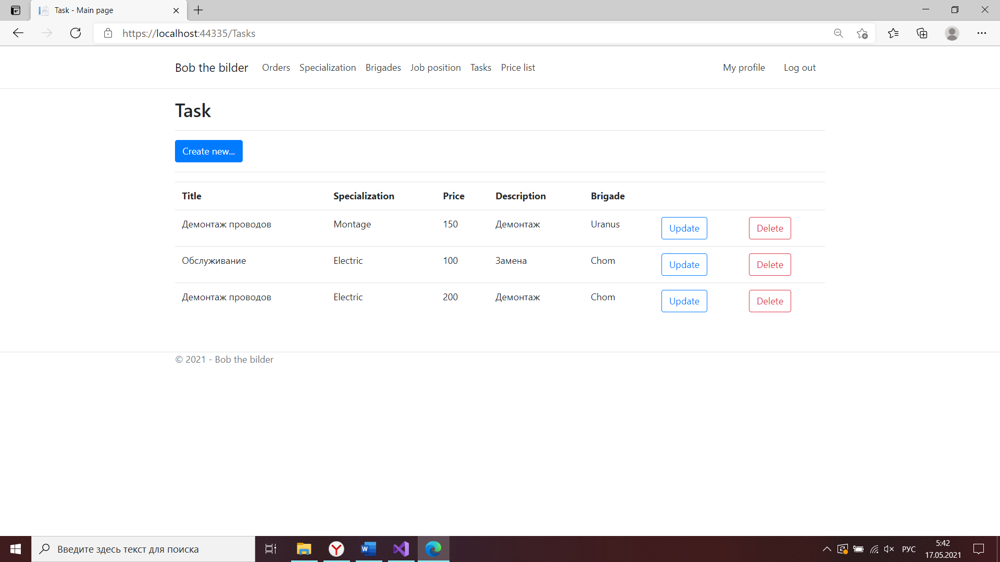 Task - Main page
https://localhost:44335/Tasks
Bob the bilder Orders Specialization Brigades Job position Tasks Price list My profile Log out
Task
Create new...
Title Specialization Price Description Brigade
Демонтаж проводов Montage 150 Демонтаж Uranus Update Delete
Обслуживание Electric 100 Замена Chom Update Delete
Демонтаж проводов Electric 200 Демонтаж Chom Update Delete
© 2021 - Bob the bilder
Введите здесь текст для поиска
РУС
5:42
17.05.2021